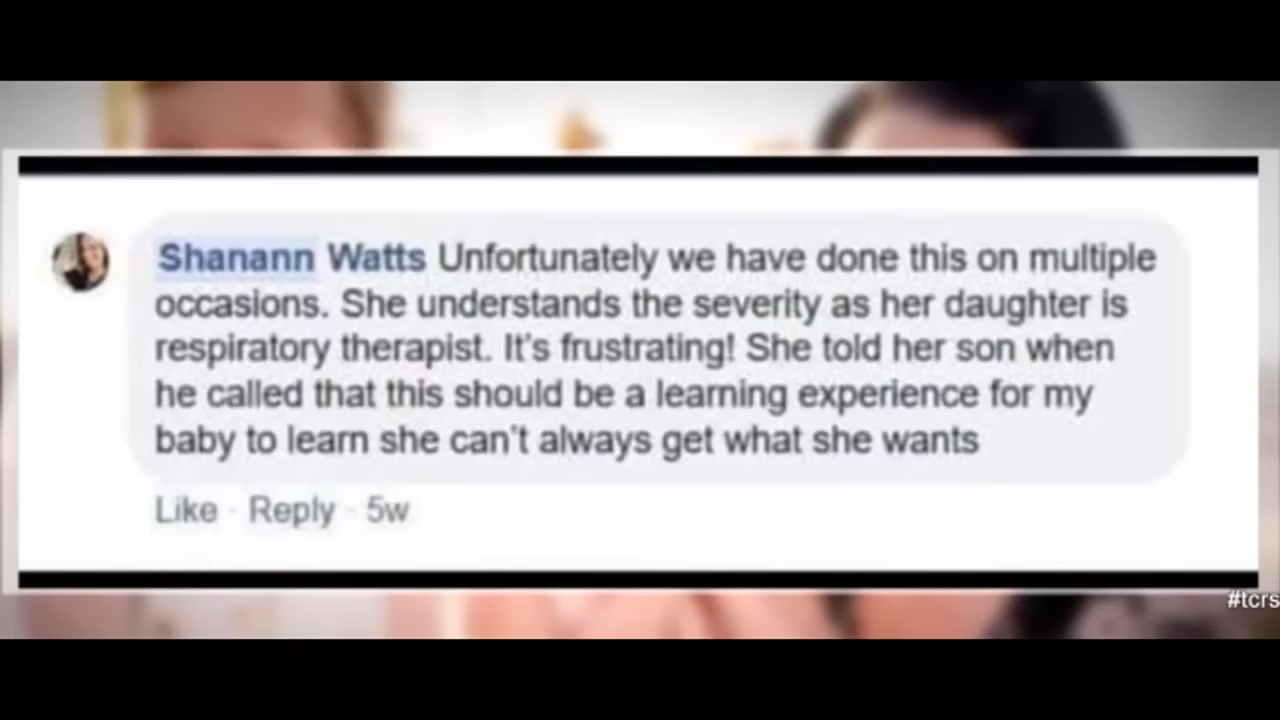 Shanann Watts Unfortunately we have done this on multiple
occasions. She understands the severity as her daughter is
respiratory therapist. It's frustrating! She told her son when
he called that this should be a learning experience for my
baby to learn she can't always get what she wants
Like · Reply · 5w
#tcrs